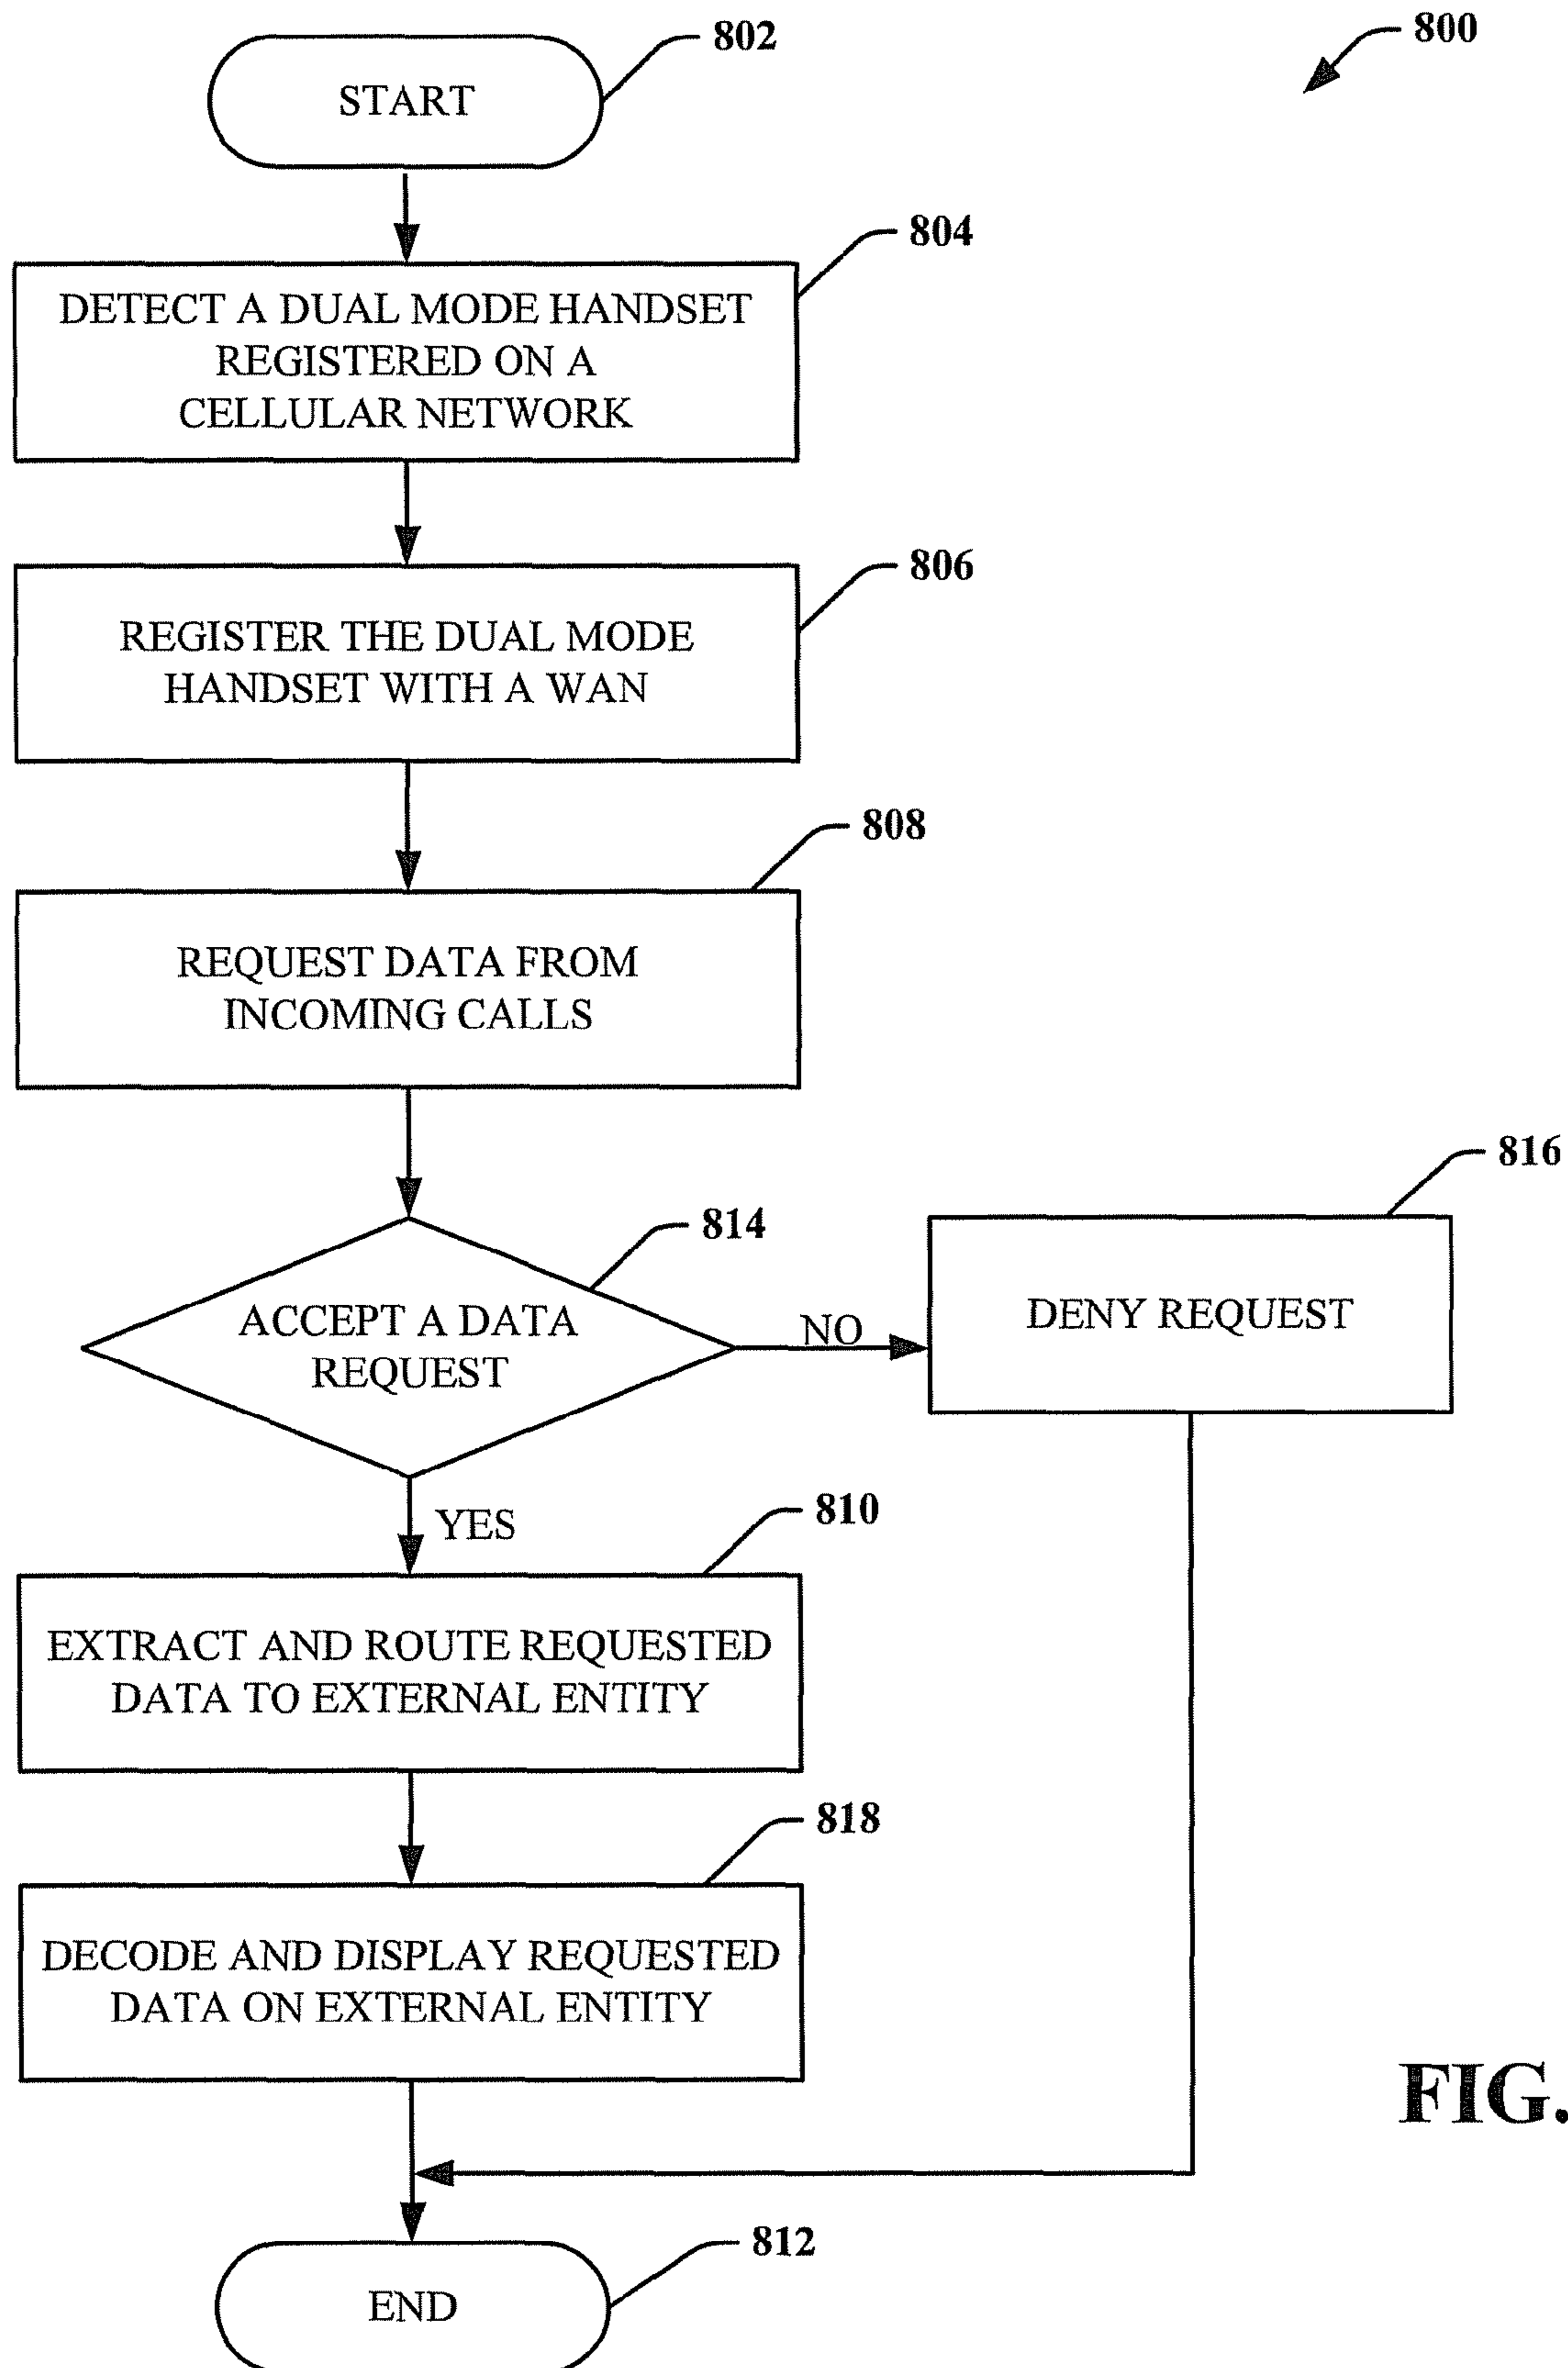 802
800
START
804
DETECT A DUAL MODE HANDSET
REGISTERED ON A
CELLULAR NETWORK
806
REGISTER THE DUAL MODE
HANDSET WITH A WAN
808
REQUEST DATA FROM
INCOMING CALLS
816
814
ACCEPT A DATA
REQUEST
NO
DENY REQUEST
YES
810
EXTRACT AND ROUTE REQUESTED
DATA TO EXTERNAL ENTITY
818
DECODE AND DISPLAY REQUESTED
DATA ON EXTERNAL ENTITY
FIG.
812
END